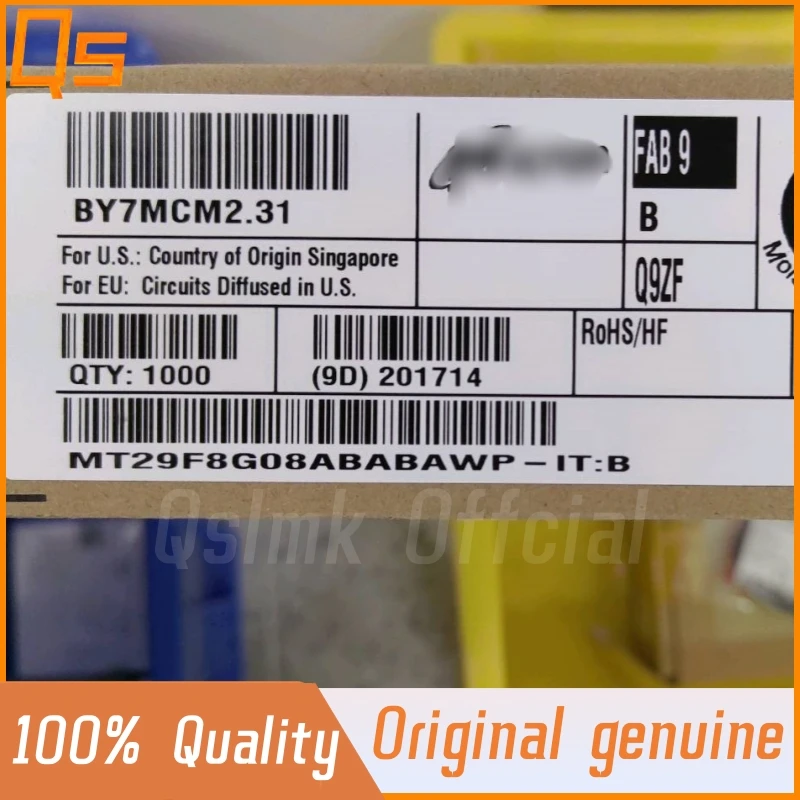 Qs
BY7MCM2.31
FAB 9
B
For U.S.: Country of Origin Singapore
For EU: Circuits Diffused in U.S.
Q9ZF
QTY: 1000
(9D) 201714
RoHS/HF
MT29F8G08ABABAWP-IT:B
Qslmk Offcial
100% Quality
Original genuine